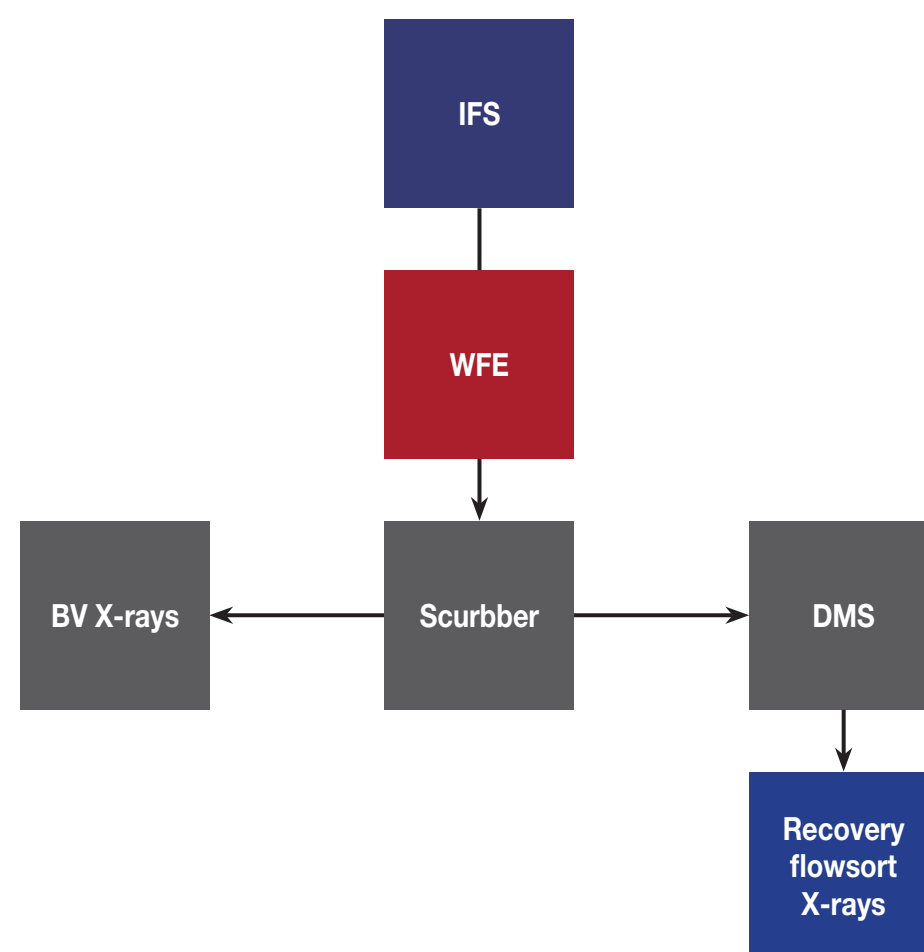 IFS
WFE
BV X-rays
Scurbber
DMS
Recovery
flowsort
X-rays